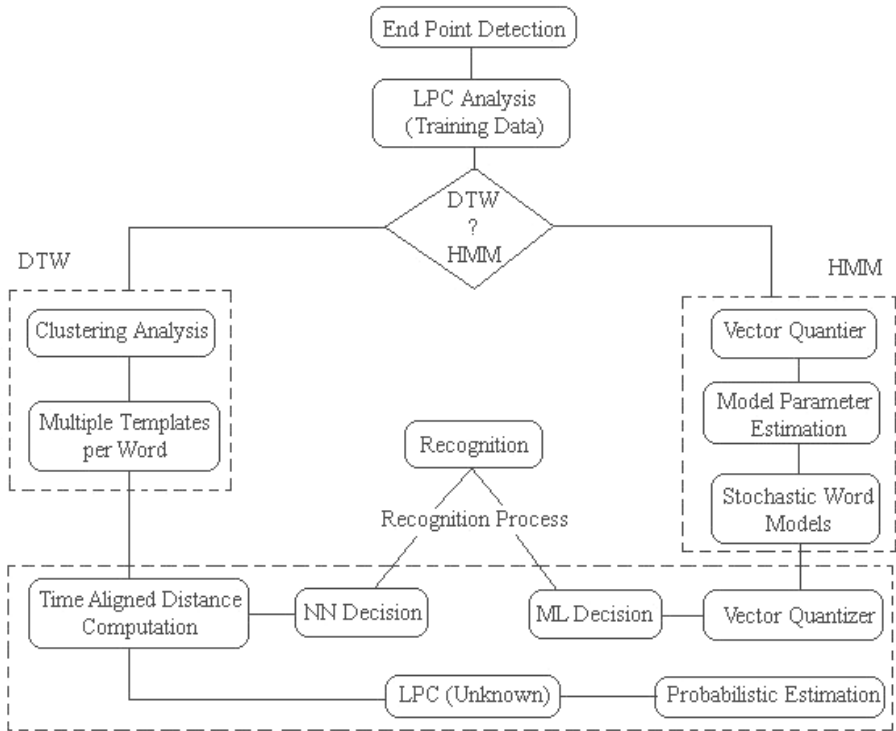 End Point Detection
LPC Analysis
(Training Data)
DTW
?
HMM
DTW
HMM
Clustering Analysis
Multiple Templates
per Word
Vector Quantier
Model Parameter
Estimation
Stochastic Word
Models
Recognition
Recognition Process
Time Aligned Distance
Computation
NN Decision
ML Decision
Vector Quantizer
LPC (Unknown)
Probabilistic Estimation